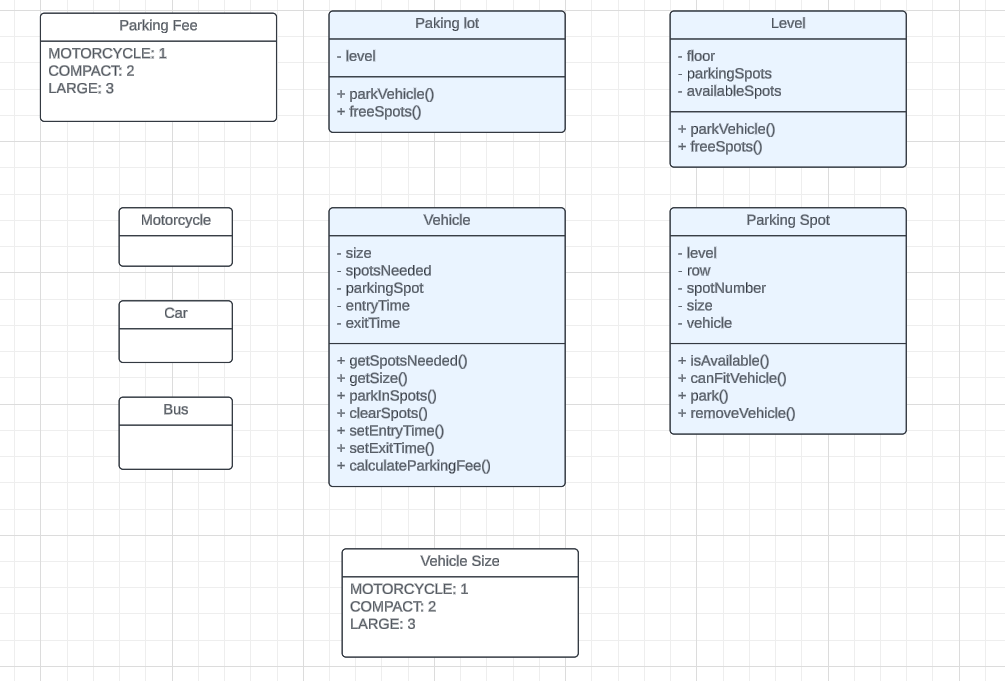 Parking Fee
MOTORCYCLE: 1
COMPACT: 2
LARGE: 3
Paking lot
- level
+ parkVehicle()
+ freeSpots()
Level
- floor
- parkingSpots
- availableSpots
+ parkVehicle()
+ freeSpots()
Motorcycle
Car
Bus
Vehicle
- size
- spotsNeeded
- parkingSpot
- entryTime
- exitTime
+ getSpotsNeeded()
+ getSize()
+ parkInSpots()
+ clearSpots()
+ setEntryTime()
+ setExitTime()
+ calculateParkingFee()
Parking Spot
- level
- row
- spotNumber
- size
- vehicle
+ isAvailable()
+ canFitVehicle()
+ park()
+ removeVehicle()
Vehicle Size
MOTORCYCLE: 1
COMPACT: 2
LARGE: 3